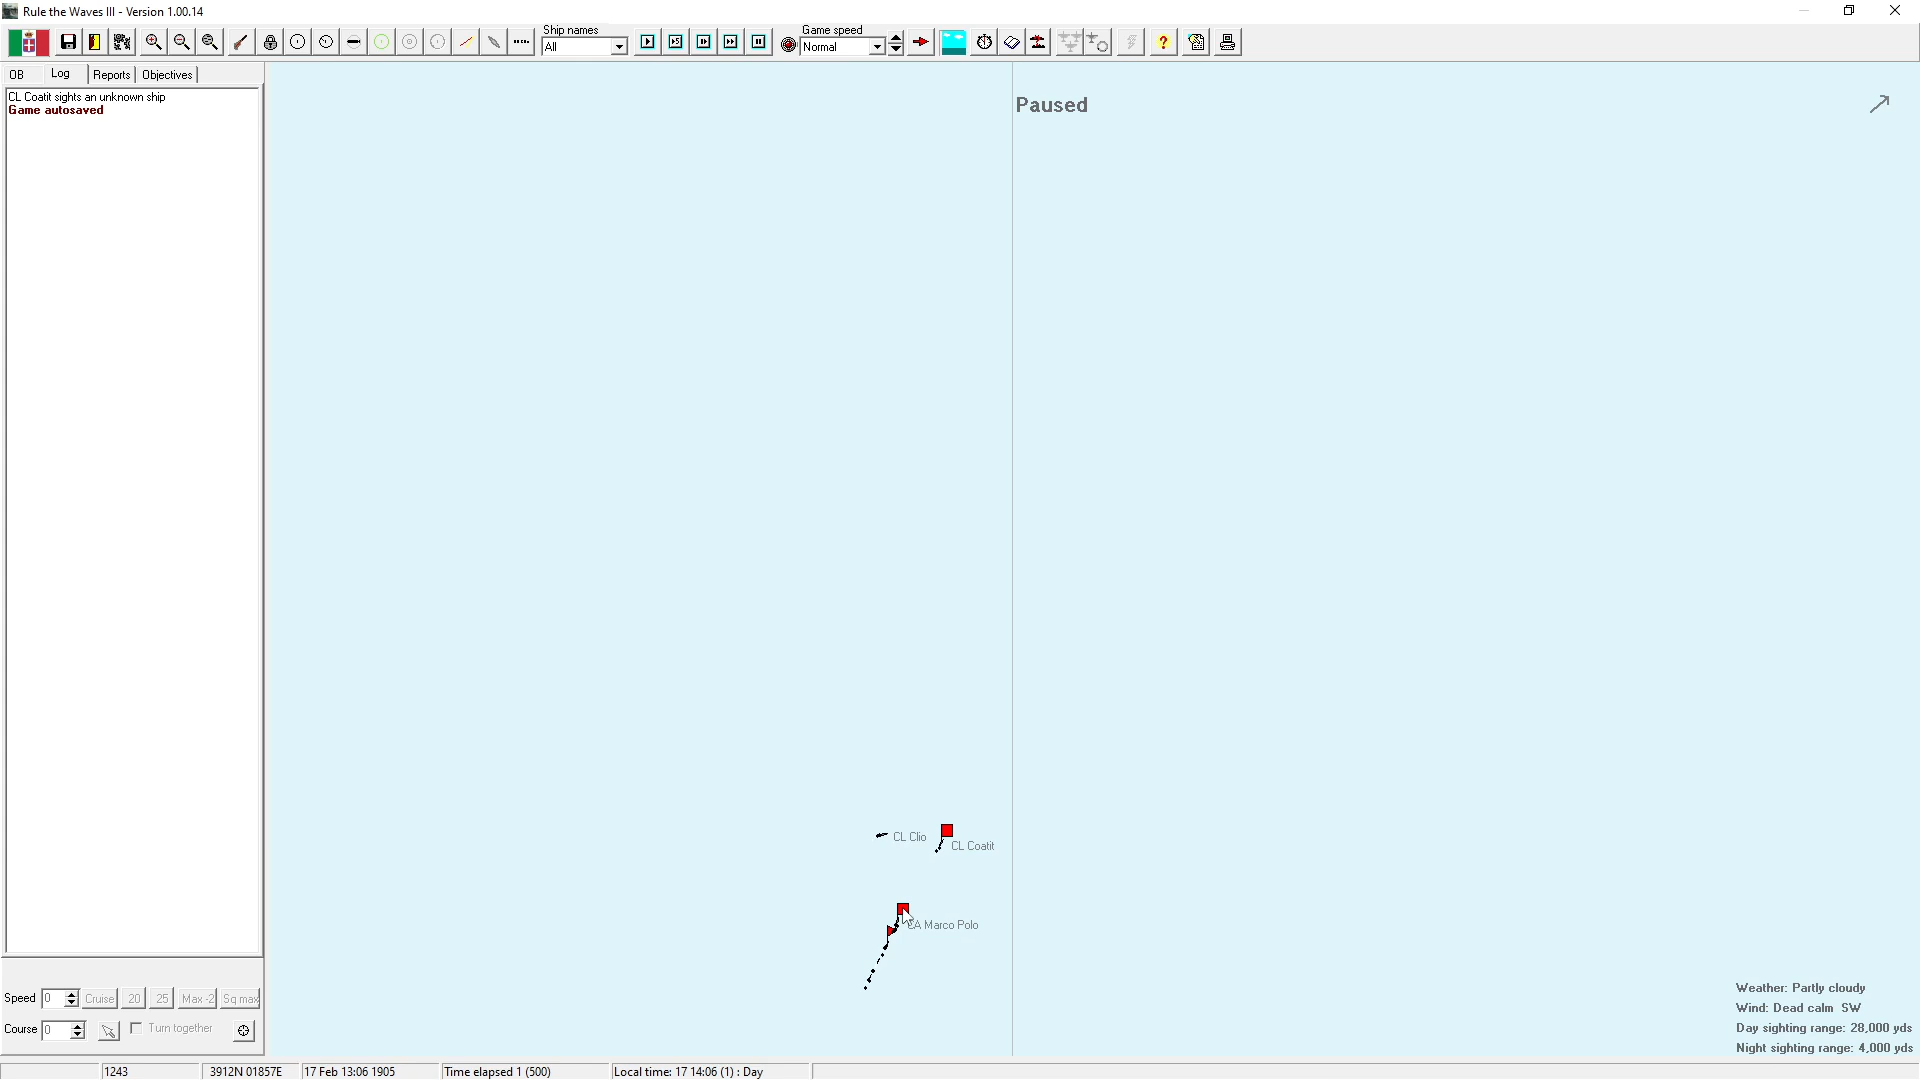 Rule the Waves III - Version 1.00.14
Ship names
All
Game speed
Normal
OB
Log
Reports
Objectives
CL Coatit sights an unknown ship
Game autosaved
Paused
CL Clio
CL Coatit
CA Marco Polo
Weather: Partly cloudy
Wind: Dead calm SW
Day sighting range: 28,000 yds
Night sighting range: 4,000 yds
Speed 0 Cruise 20 25 Max -2 Sq max
Course 0 Turn together
1243
3912N 01857E
17 Feb 13:06 1905
Time elapsed 1 (500)
Local time: 17 14:06 (1) : Day